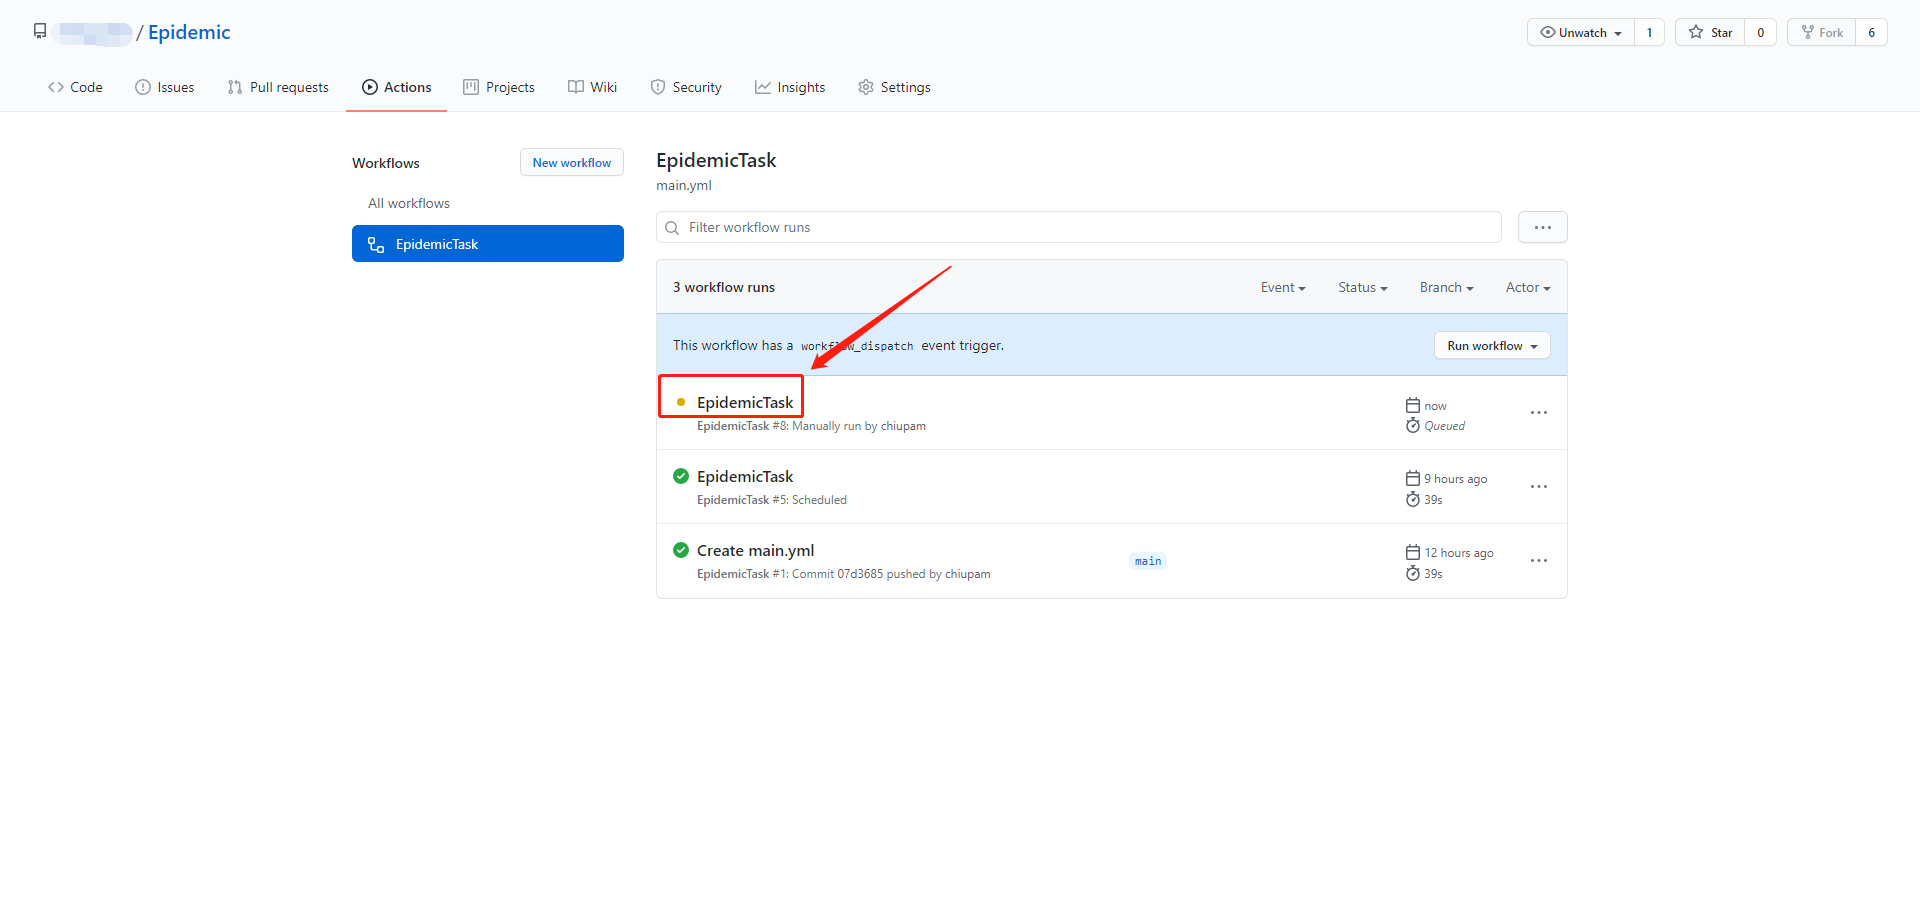 / Epidemic
Unwatch 1 Star 0 Fork 6
Code Issues Pull requests Actions Projects Wiki Security Insights Settings
Workflows New workflow
All workflows
EpidemicTask
EpidemicTask
main.yml
Filter workflow runs
3 workflow runs Event Status Branch Actor
This workflow has a workflow_dispatch event trigger. Run workflow
EpidemicTask
EpidemicTask #8: Manually run by chiupam
now
Queued
EpidemicTask
EpidemicTask #5: Scheduled
9 hours ago
39s
Create main.yml
EpidemicTask #1: Commit 07d3685 pushed by chiupam
main
12 hours ago
39s